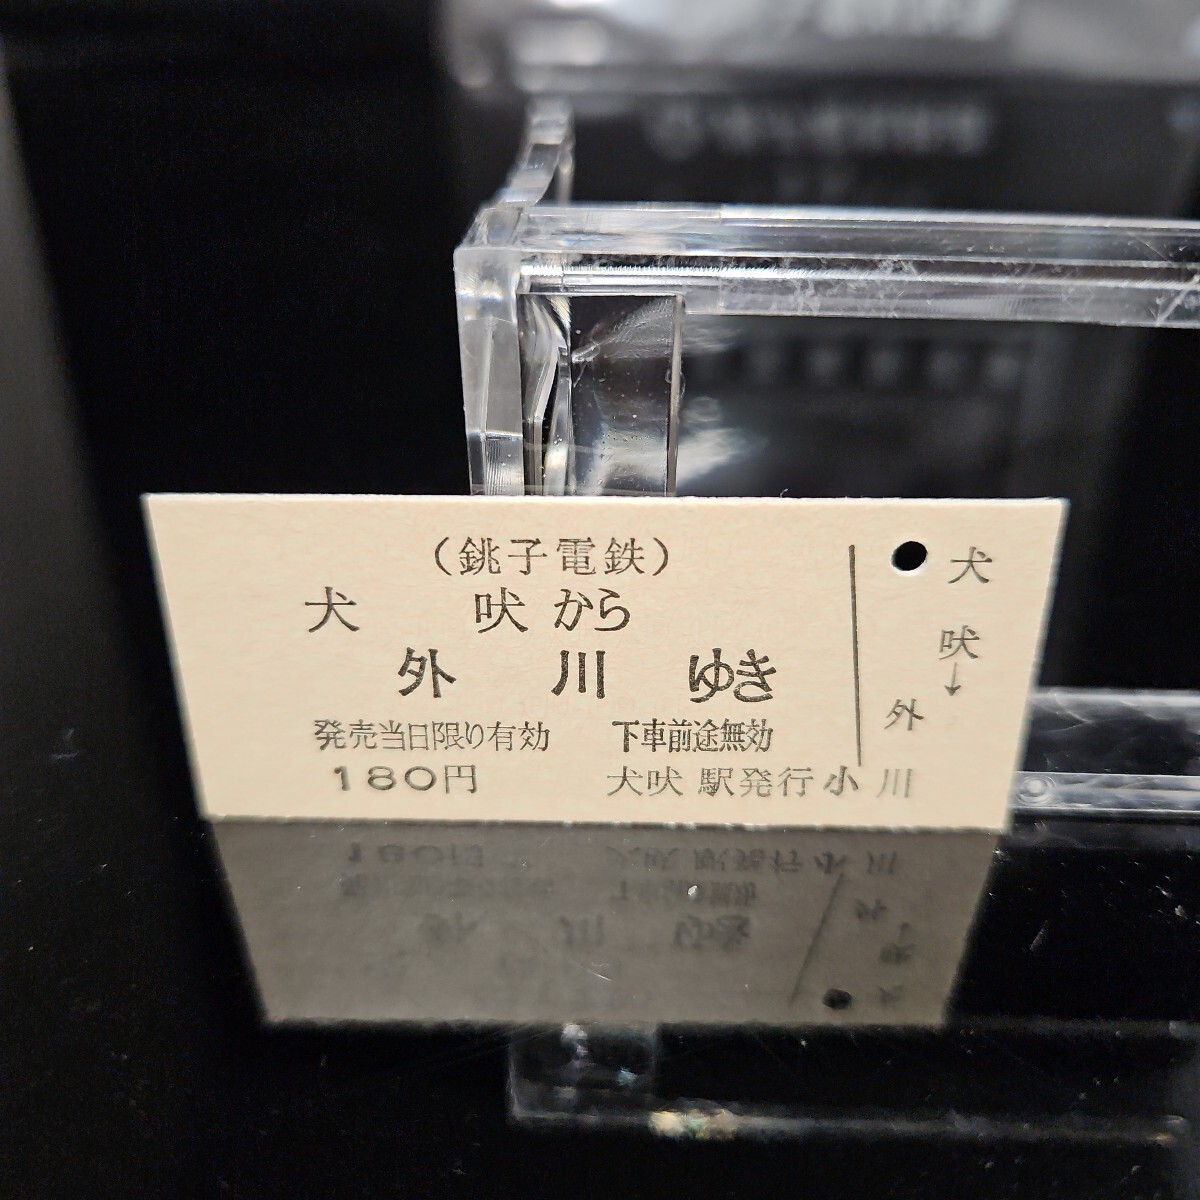 (銚子電鉄)
犬 吠から
外 川 ゆき
発売当日限り有効 下車前途無効
180円 犬吠 駅発行 小
犬
吠
↓
外
川